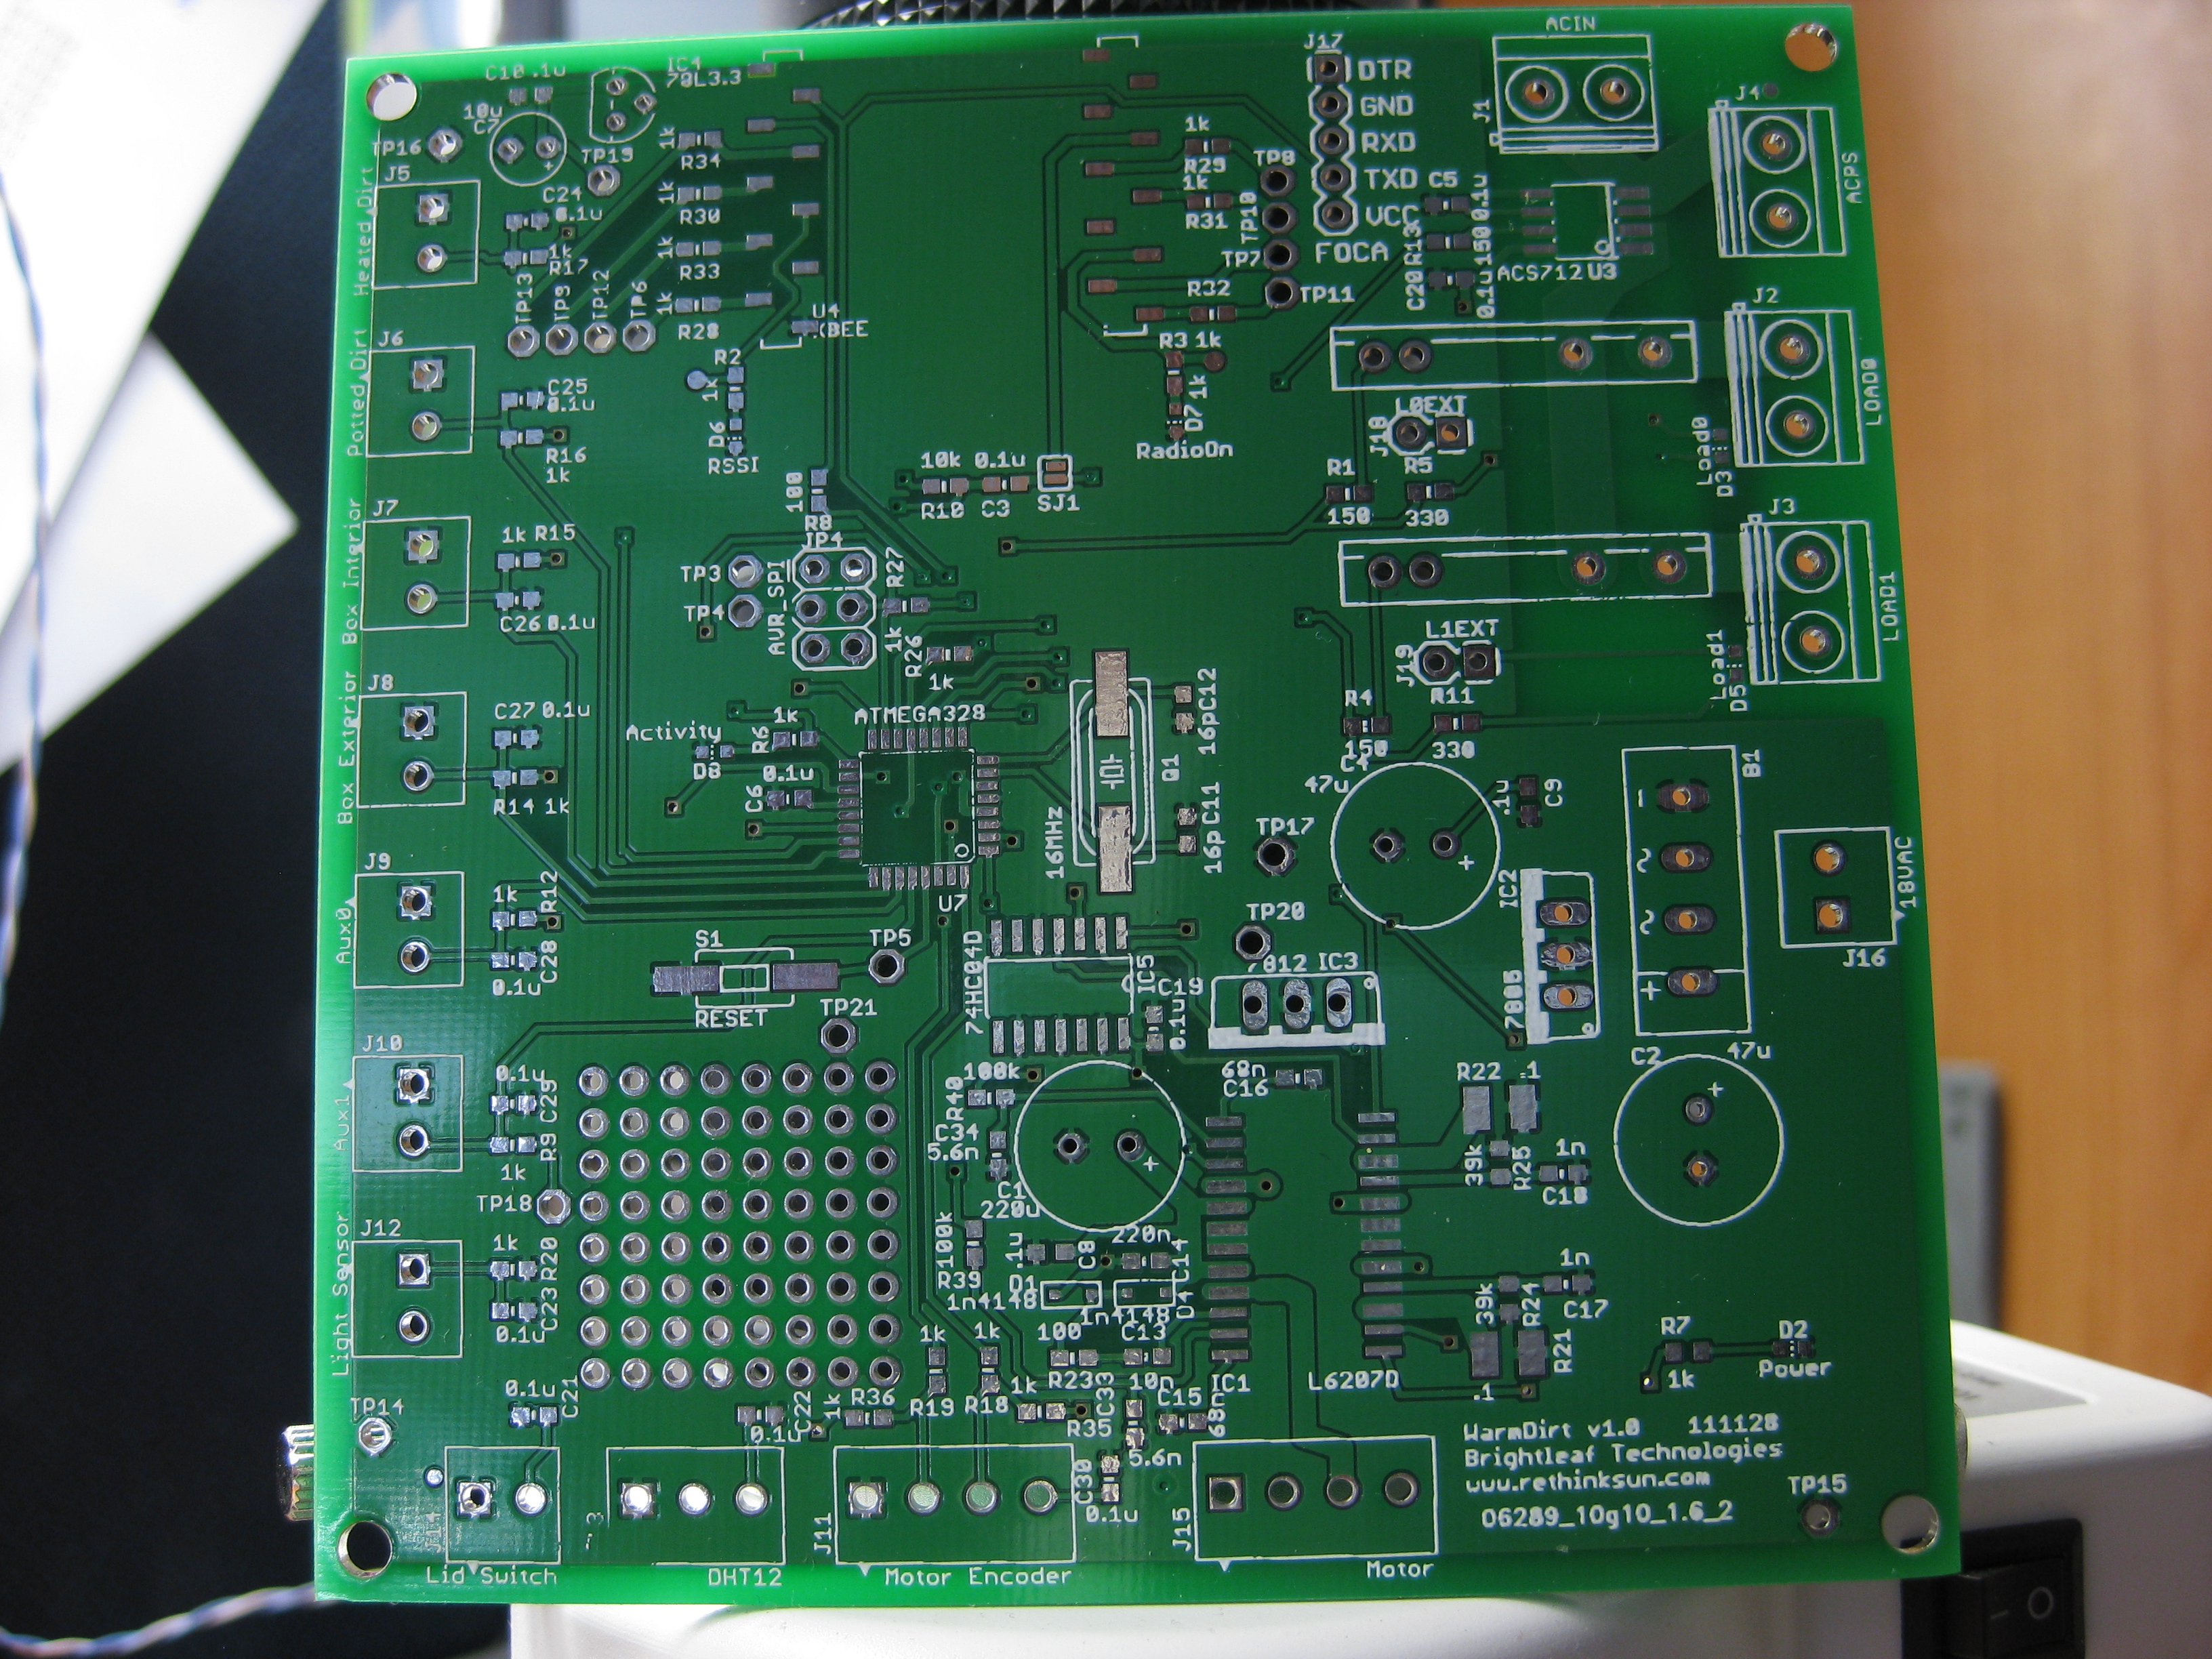 ACIN
J17
DTR
GND
RXD
TXD
VCC
FOCA
J1
J4
ACPS
C10 .1u
IC4
78L3.3
10u
C7
TP16
TP19
J5
Heated Dirt
C24
0.1u
1k
R17
1k
R34
1k
R30
1k
R33
1k
R28
TP13
TP9
TP12
TP6
U4
XBEE
1k
R29
1k
R31
R32
TP8
TP10
TP7
TP11
C5
0.1u
R13
150
C20
0.1u
ACS712 U3
J2
LOAD0
J6
Potted Dirt
C25
0.1u
R16
1k
R2
1k
D6
RSSI
R3 1k
1k
D7
RadioOn
L0EXT
J18
R1
150
R5
330
Load0
D3
10k 0.1u
R10 C3
SJ1
100
R8
J3
LOAD1
J7
Box Interior
1k R15
C26 0.1u
TP3
TP4
JP4
AVR_SPI
R27
1k
R26
1k
L1EXT
J19
R4
150
R11
330
Load1
D5
J8
Box Exterior
C27 0.1u
R14 1k
Activity
D8
1k
R6
0.1u
C6
ATMEGA328
U7
16MHz
Q1
16p C12
16p C11
C4
47u
.1u
C9
B1
-
~
~
+
TP17
TP20
IC2
7805
18VAC
J16
J9
Aux0
1k
R12
C28
0.1u
S1
RESET
TP5
TP21
74HC04D
IC5
C19
0.1u
7812 IC3
J10
Aux1
0.1u
C29
R9
1k
TP18
100k
R40
C34
5.6n
C1
220u
+
68n
C16
R22 .1
39k
R25
1n
C18
C2
47u
+
J12
Light Sensor
1k
R20
C23
0.1u
100k
R39
.1u
C8
220n
C14
D1
1n4148
1n4148
D4
1n
C17
39k
R24
R21
.1
R7
1k
D2
Power
TP14
0.1u
C21
C22
0.1u
1k
R36
1k
R19
1k
R18
100
R23
C13
10n
1k
R35
C33
5.6n
C15
68n
IC1
L6207D
C30
0.1u
WarmDirt v1.0 111128
Brightleaf Technologies
www.rethinksun.com
06289_10g10_1.6_2
TP15
J14
Lid Switch
DHT12
J11
Motor Encoder
J15
Motor